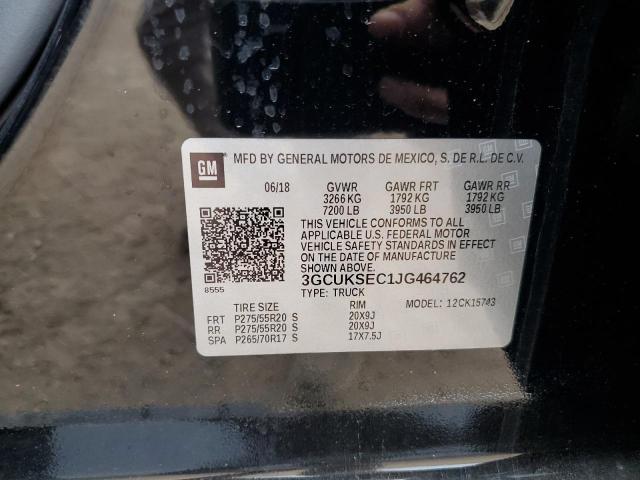 GM MFD BY GENERAL MOTORS DE MEXICO, S. DE R.L. DE C.V.
06/18 GVWR GAWR FRT GAWR RR
3266 KG 1792 KG 1792 KG
7200 LB 3950 LB 3950 LB
THIS VEHICLE CONFORMS TO ALL
APPLICABLE U.S. FEDERAL MOTOR
VEHICLE SAFETY STANDARDS IN EFFECT
ON THE DATE OF MANUFACTURE
SHOWN ABOVE.
3GCUKSEC1JG464762
8555 TYPE: TRUCK
TIRE SIZE RIM MODEL: 12CK15743
FRT P275/55R20 S 20X9J
RR P275/55R20 S 20X9J
SPA P265/70R17 S 17X7.5J